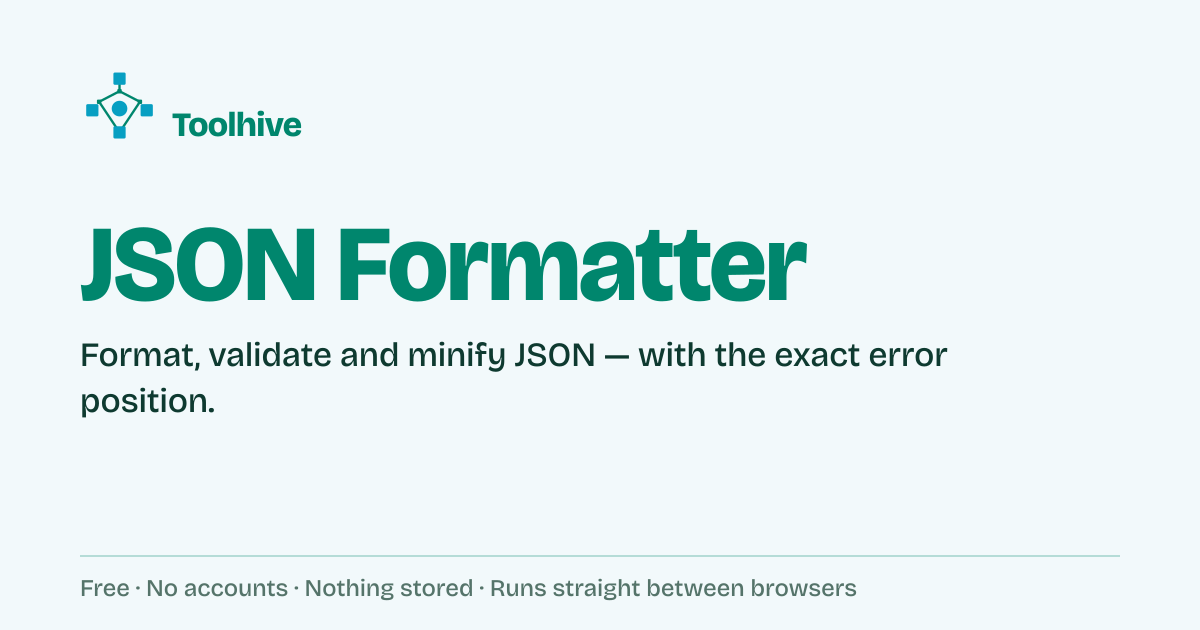 Toolhive
JSON Formatter
Format, validate and minify JSON — with the exact error
position.
Free · No accounts · Nothing stored · Runs straight between browsers